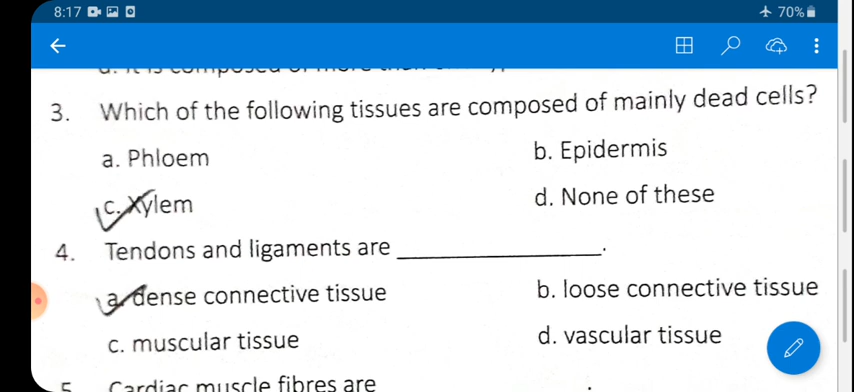 8:17
70%
3. Which of the following tissues are composed of mainly dead cells?
a. Phloem
b. Epidermis
c. Xylem
d. None of these
4. Tendons and ligaments are ____________.
a. dense connective tissue
b. loose connective tissue
c. muscular tissue
d. vascular tissue
5. Cardiac muscle fibres are .